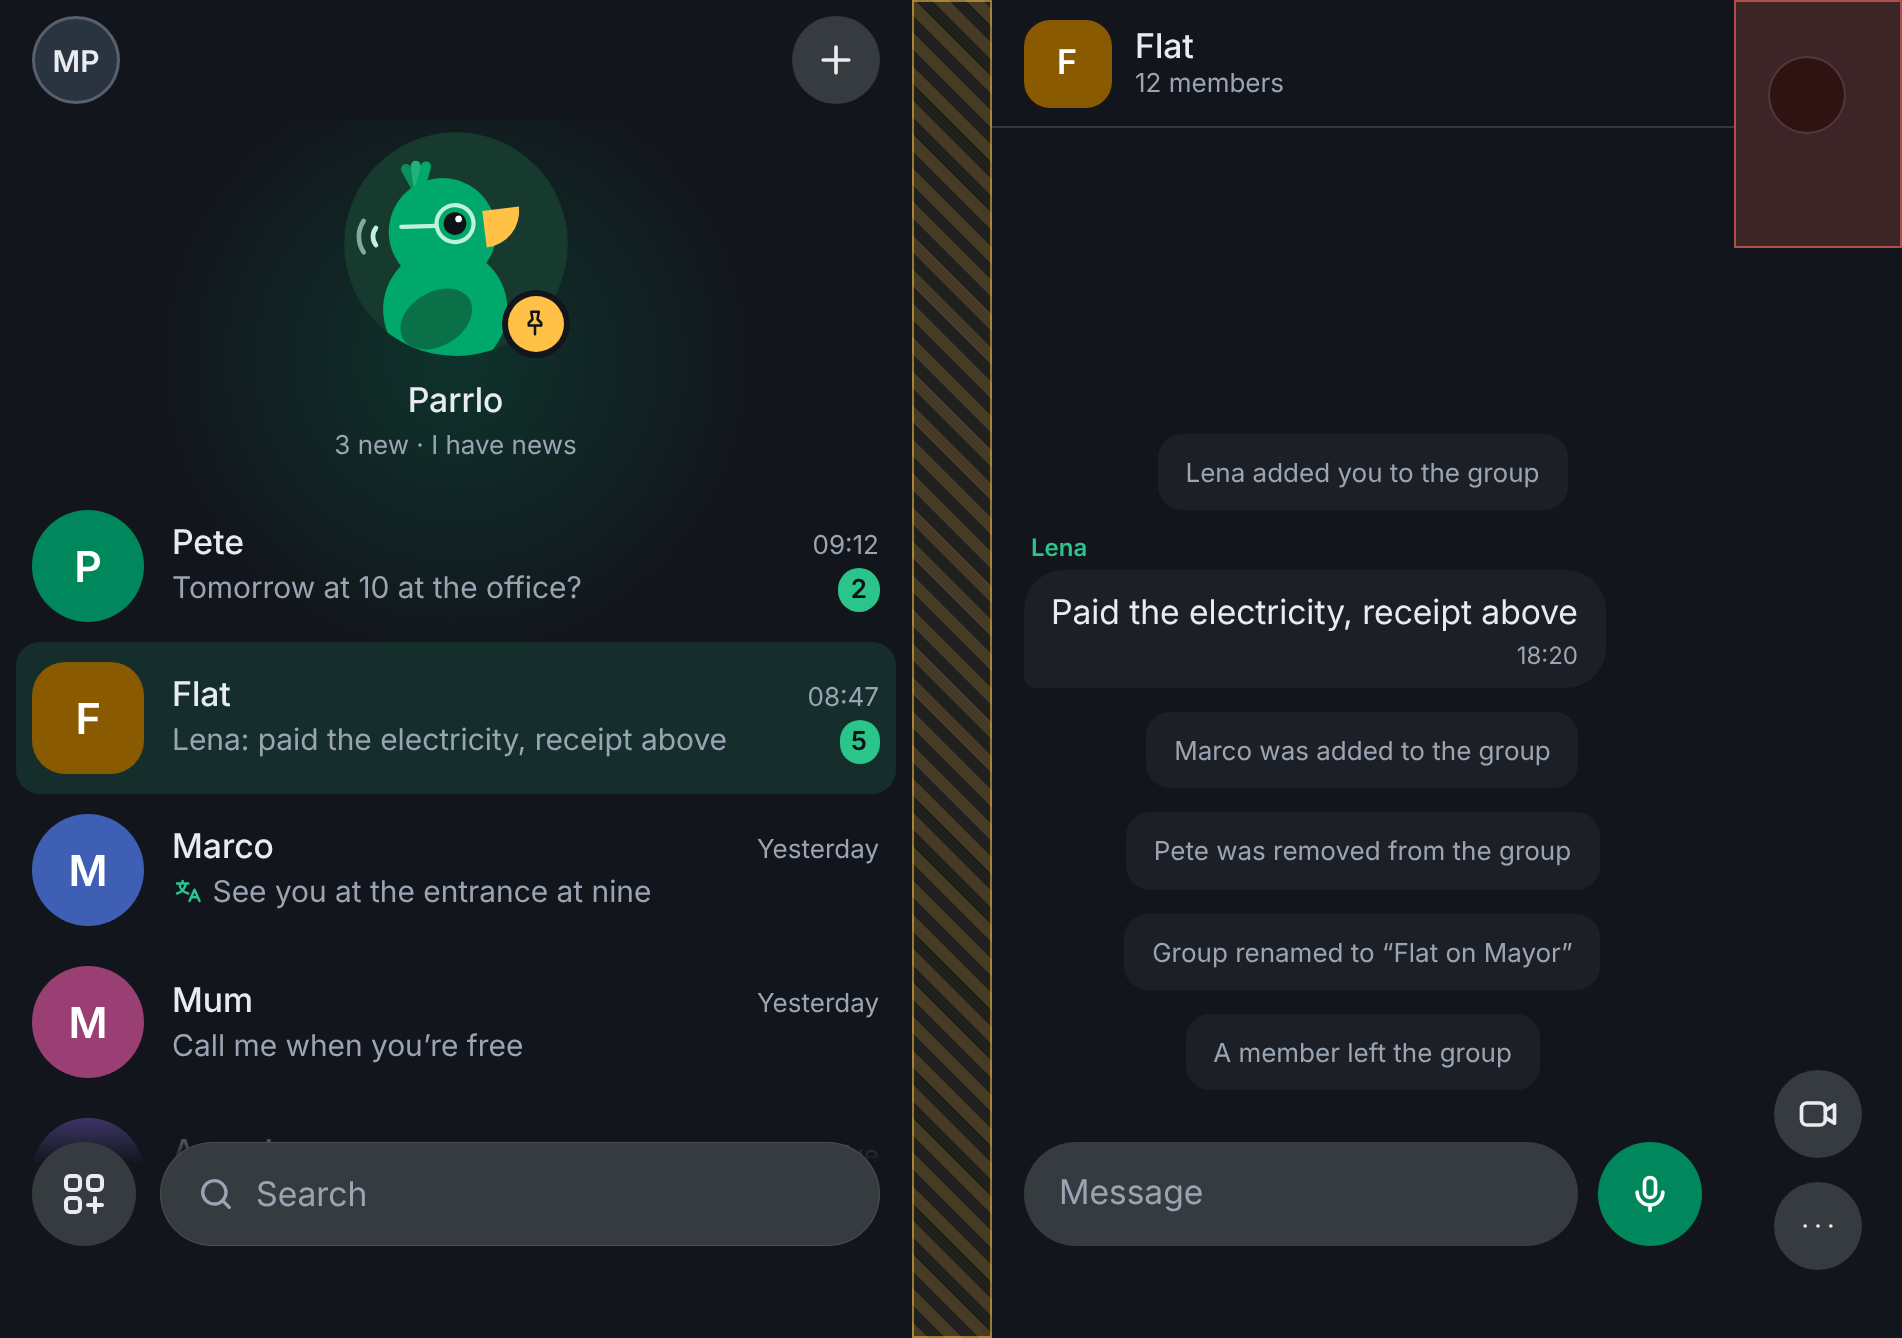 MP
Parrlo
3 new · I have news
P
Pete
09:12
Tomorrow at 10 at the office?
2
F
Flat
08:47
Lena: paid the electricity, receipt above
5
M
Marco
Yesterday
See you at the entrance at nine
M
Mum
Yesterday
Call me when you’re free
Search
F
Flat
12 members
Lena added you to the group
Lena
Paid the electricity, receipt above
18:20
Marco was added to the group
Pete was removed from the group
Group renamed to “Flat on Mayor”
A member left the group
Message